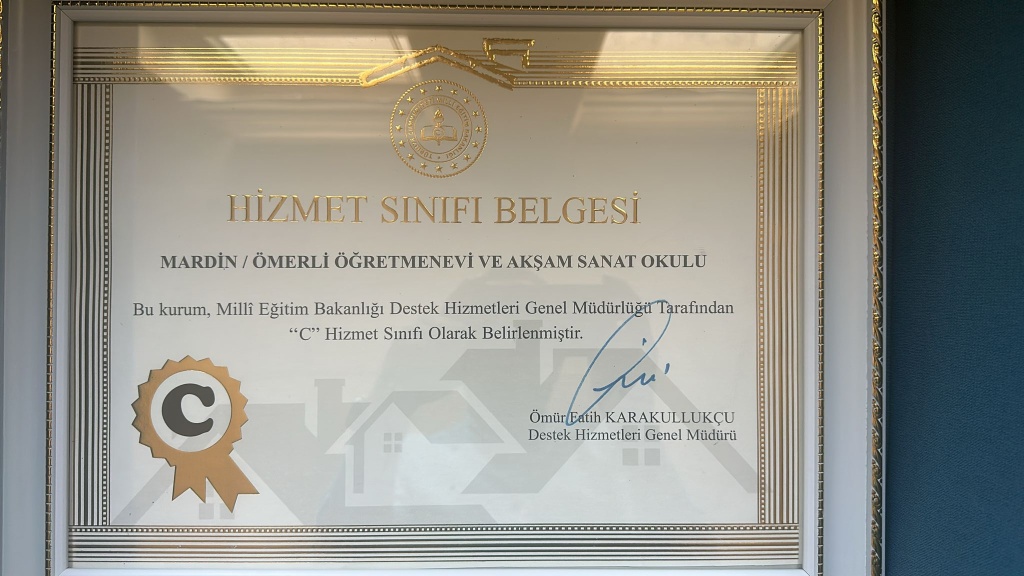 HİZMET SINIFI BELGESİ
MARDİN / ÖMERLİ ÖĞRETMENEVİ VE AKŞAM SANAT OKULU
Bu kurum, Millî Eğitim Bakanlığı Destek Hizmetleri Genel Müdürlüğü Tarafından
“C” Hizmet Sınıfı Olarak Belirlenmiştir.
C
Ömür Fatih KARAKULLUKÇU
Destek Hizmetleri Genel Müdürü